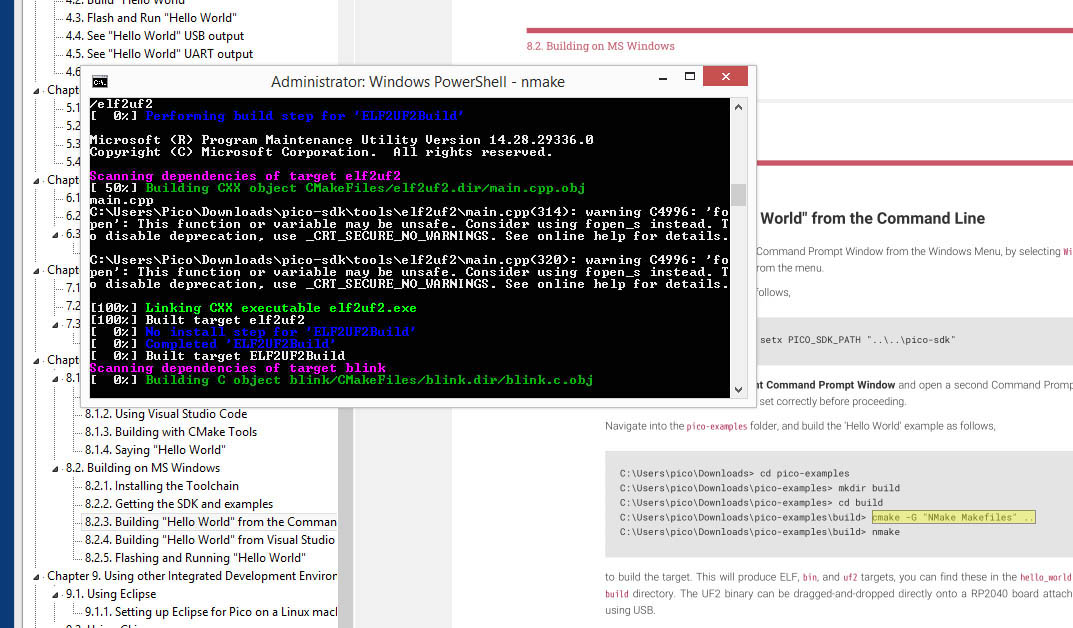 4.2. Build "Hello World"
4.3. Flash and Run "Hello World"
4.4. See "Hello World" USB output
4.5. See "Hello World" UART output
4.6
Chapt
5.1
5.2
5.3
5.4
Chapt
6.1
6.2
6.3
Chapt
7.1
7.2
7.3
Chapt
8.1
8.1.2. Using Visual Studio Code
8.1.3. Building with CMake Tools
8.1.4. Saying "Hello World"
8.2. Building on MS Windows
8.2.1. Installing the Toolchain
8.2.2. Getting the SDK and examples
8.2.3. Building "Hello World" from the Comman
8.2.4. Building "Hello World" from Visual Studio
8.2.5. Flashing and Running "Hello World"
Chapter 9. Using other Integrated Development Environ
9.1. Using Eclipse
9.1.1. Setting up Eclipse for Pico on a Linux macl
Administrator: Windows PowerShell - nmake
/elf2uf2
[  0%] Performing build step for 'ELF2UF2Build'
Microsoft (R) Program Maintenance Utility Version 14.28.29336.0
Copyright (C) Microsoft Corporation.  All rights reserved.
Scanning dependencies of target elf2uf2
[ 50%] Building CXX object CMakeFiles/elf2uf2.dir/main.cpp.obj
main.cpp
C:\Users\Pico\Downloads\pico-sdk\tools\elf2uf2\main.cpp(314): warning C4996: 'fo
pen': This function or variable may be unsafe. Consider using fopen_s instead. T
o disable deprecation, use _CRT_SECURE_NO_WARNINGS. See online help for details.
C:\Users\Pico\Downloads\pico-sdk\tools\elf2uf2\main.cpp(320): warning C4996: 'fo
pen': This function or variable may be unsafe. Consider using fopen_s instead. T
o disable deprecation, use _CRT_SECURE_NO_WARNINGS. See online help for details.
[100%] Linking CXX executable elf2uf2.exe
[100%] Built target elf2uf2
[  0%] No install step for 'ELF2UF2Build'
[  0%] Completed 'ELF2UF2Build'
[  0%] Built target ELF2UF2Build
Scanning dependencies of target blink
[  0%] Building C object blink/CMakeFiles/blink.dir/blink.c.obj
8.2. Building on MS Windows
World" from the Command Line
Command Prompt Window from the Windows Menu, by selecting Wi
rom the menu.
follows,
setx PICO_SDK_PATH "..\..\pico-sdk"
nt Command Prompt Window and open a second Command Promp
set correctly before proceeding.
Navigate into the pico-examples folder, and build the 'Hello World' example as follows,
C:\Users\pico\Downloads> cd pico-examples
C:\Users\pico\Downloads\pico-examples> mkdir build
C:\Users\pico\Downloads\pico-examples> cd build
C:\Users\pico\Downloads\pico-examples\build> cmake -G "NMake Makefiles" ..
C:\Users\pico\Downloads\pico-examples\build> nmake
to build the target. This will produce ELF, bin, and uf2 targets, you can find these in the hello_world
build directory. The UF2 binary can be dragged-and-dropped directly onto a RP2040 board attach
using USB.